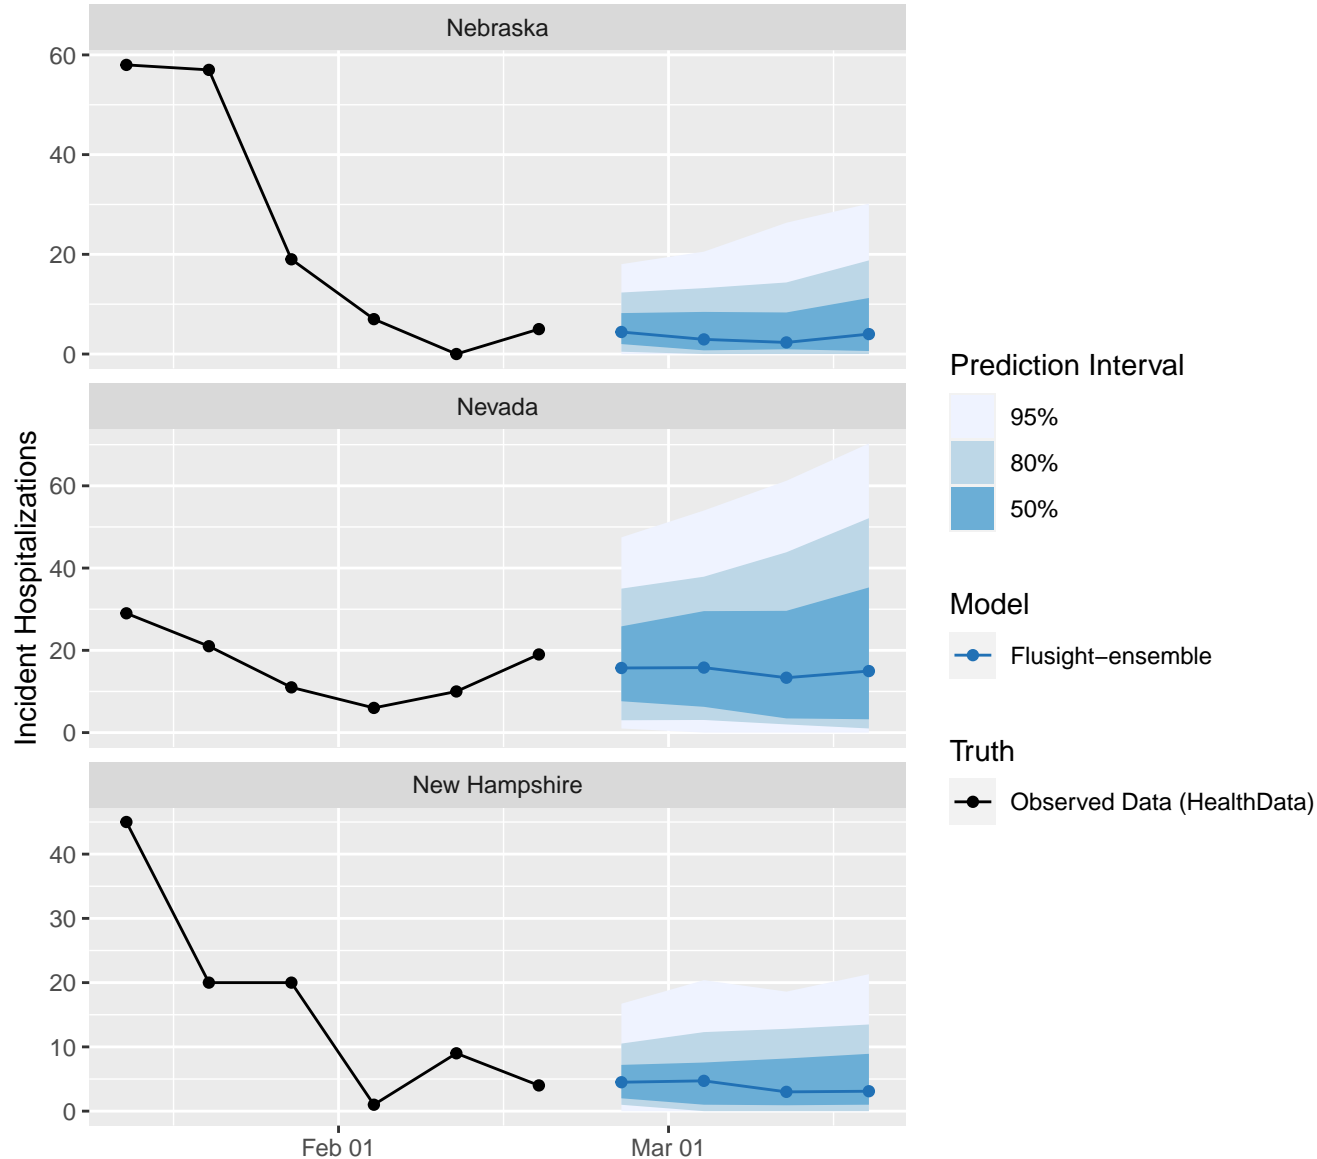 Nebraska
60
40
20
0
Nevada
60
40
20
0
New Hampshire
40
30
20
10
0
Feb 01
Mar 01
Incident Hospitalizations
Prediction Interval
95%
80%
50%
Model
Flusight−ensemble
Truth
Observed Data (HealthData)